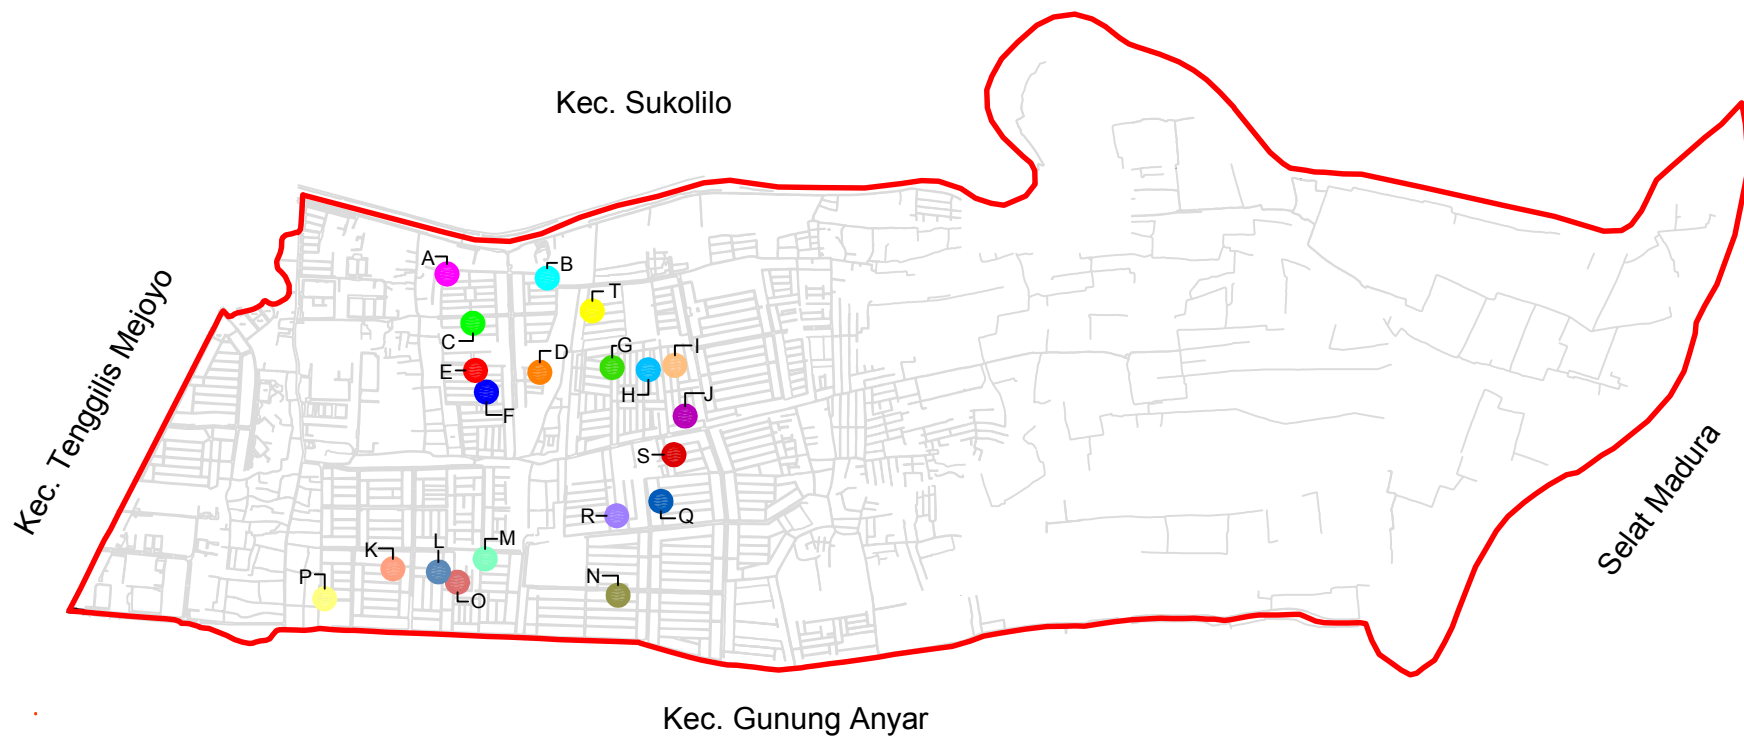 Kec. Sukolilo
A
B
Kec. Tenggilis Mejoyo
T
C
G
I
D
E
H
J
F
S
Selat Madura
R
Q
L
M
K
P
N
O
Kec. Gunung Anyar